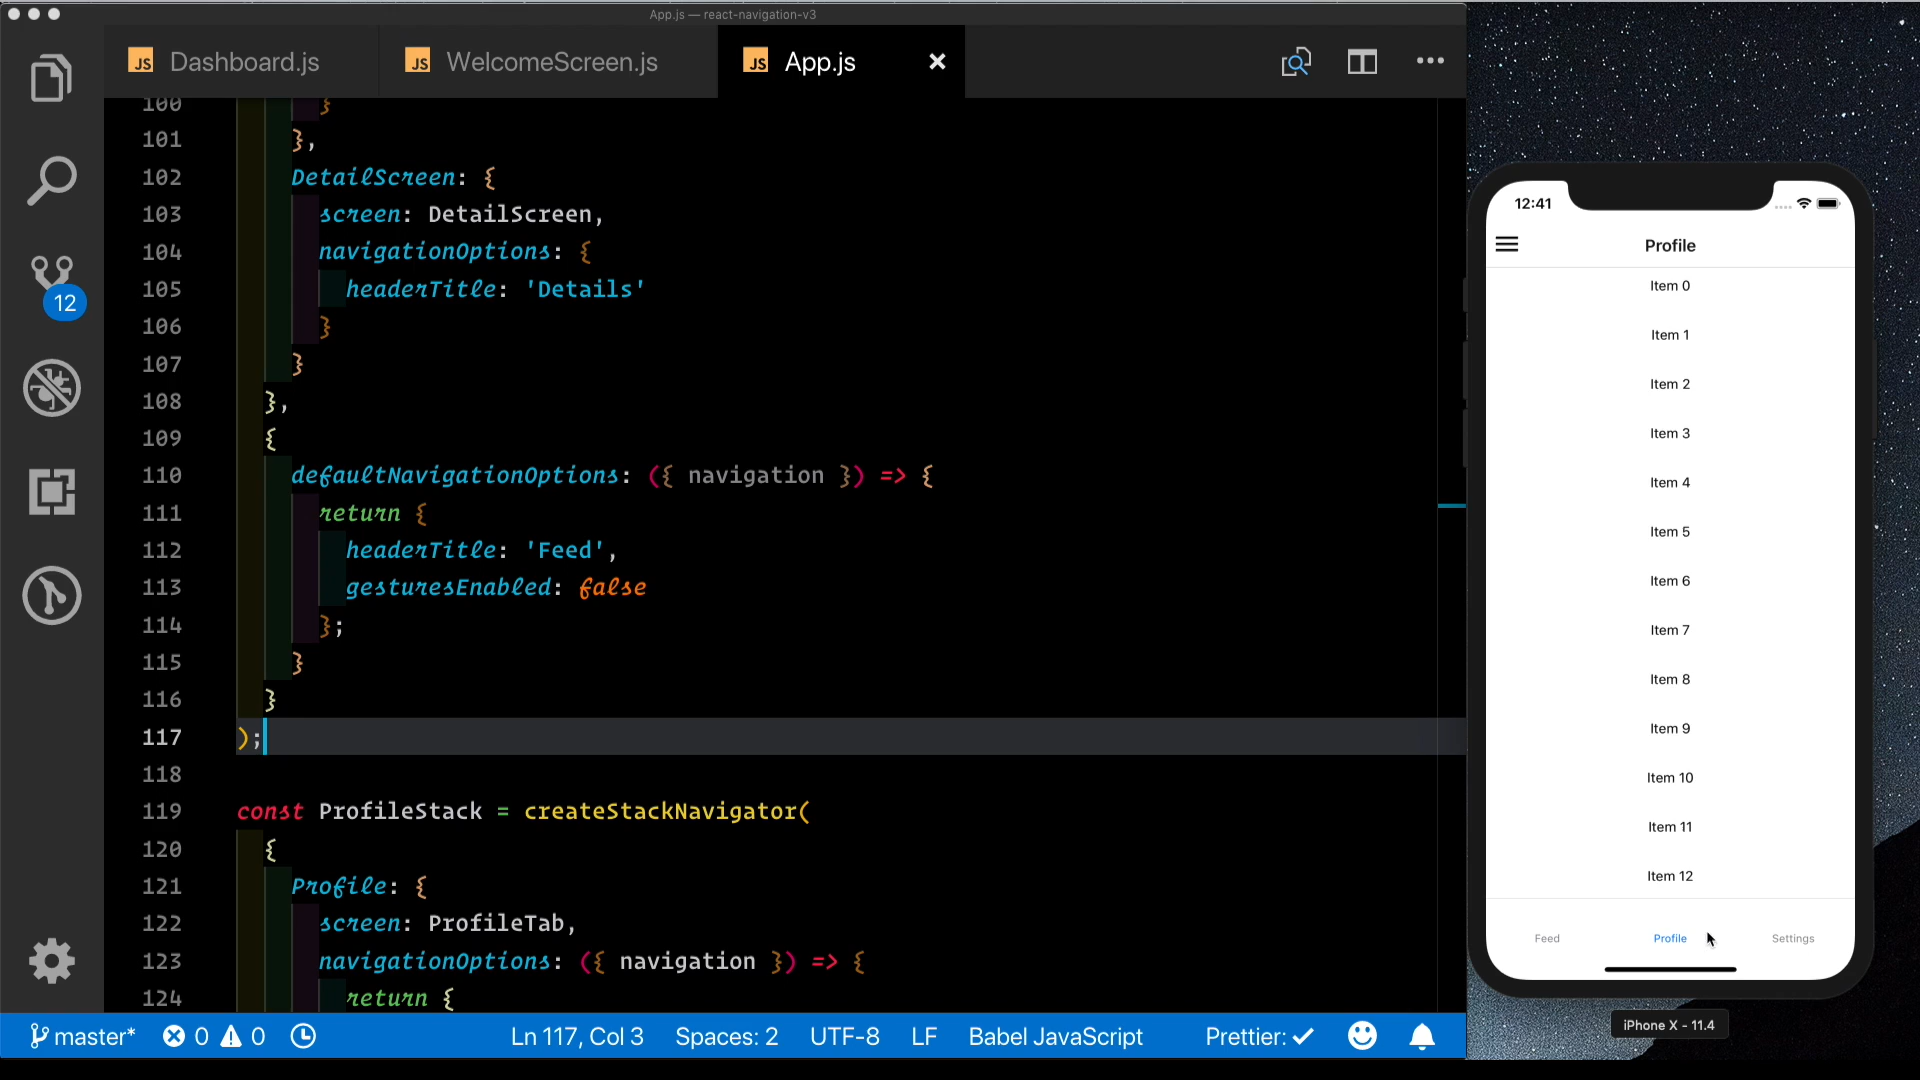 App.js — react-navigation-v3
JS Dashboard.js
JS WelcomeScreen.js
JS App.js
100 }
101 },
102 DetailScreen: {
103 screen: DetailScreen,
104 navigationOptions: {
105 headerTitle: 'Details'
106 }
107 }
108 },
109 {
110 defaultNavigationOptions: ({ navigation }) => {
111 return {
112 headerTitle: 'Feed',
113 gesturesEnabled: false
114 };
115 }
116 }
117 );
118
119 const ProfileStack = createStackNavigator(
120 {
121 Profile: {
122 screen: ProfileTab,
123 navigationOptions: ({ navigation }) => {
124 return {
12
master* 0 0 Ln 117, Col 3 Spaces: 2 UTF-8 LF Babel JavaScript Prettier: ✓
12:41
Profile
Item 0
Item 1
Item 2
Item 3
Item 4
Item 5
Item 6
Item 7
Item 8
Item 9
Item 10
Item 11
Item 12
Feed Profile Settings
iPhone X - 11.4